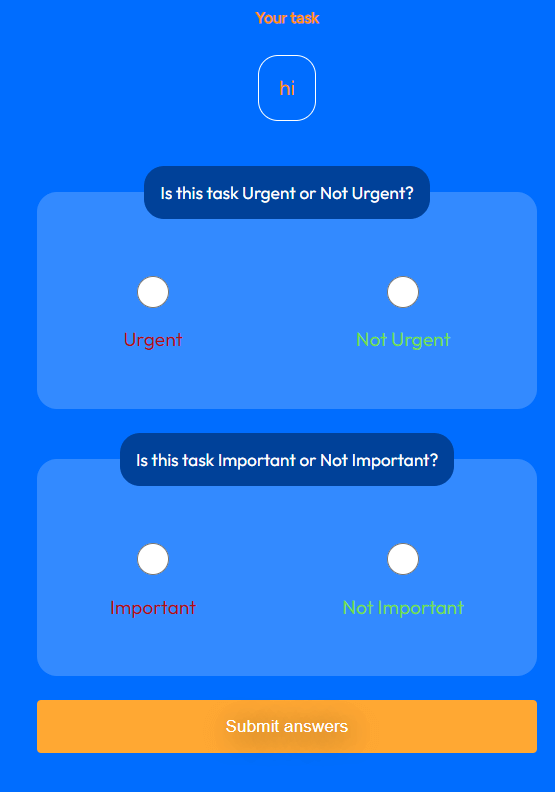 Your task
hi
Is this task Urgent or Not Urgent?
Urgent
Not Urgent
Is this task Important or Not Important?
Important
Not Important
Submit answers